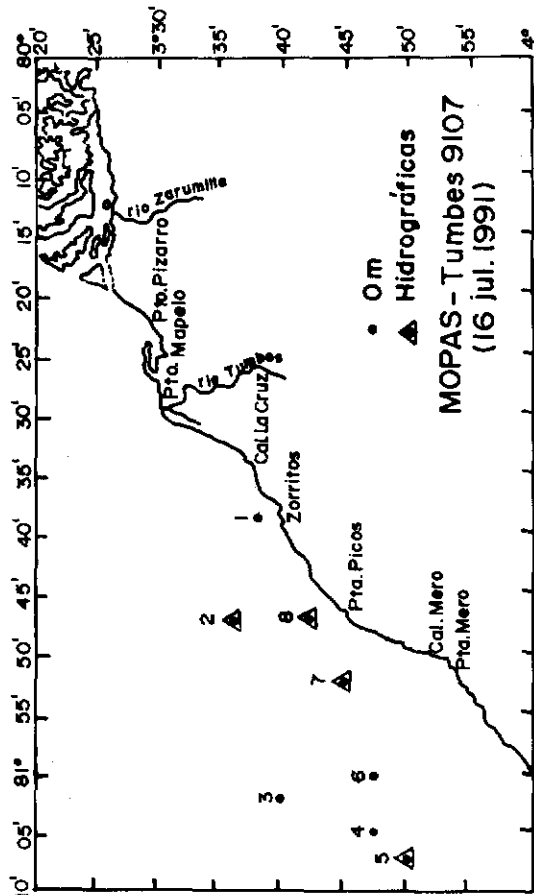 10' 05' 81° 55' 50' 45' 40' 35' 30' 25' 20' 15' 10' 05' 80°
20'
25'
3°30'
35'
40'
45'
50'
55'
4°
rio Zarumilla
Pto. Pizarro
Pta. Mapelo
rio Tumbes
Cal. La Cruz
Zorritos
Pta. Picos
Cal. Mero
Pta. Mero
1
2
8
7
3
6
4
5
0m
Hidrográficas
MOPAS-Tumbes 9107
(16 jul. 1991)